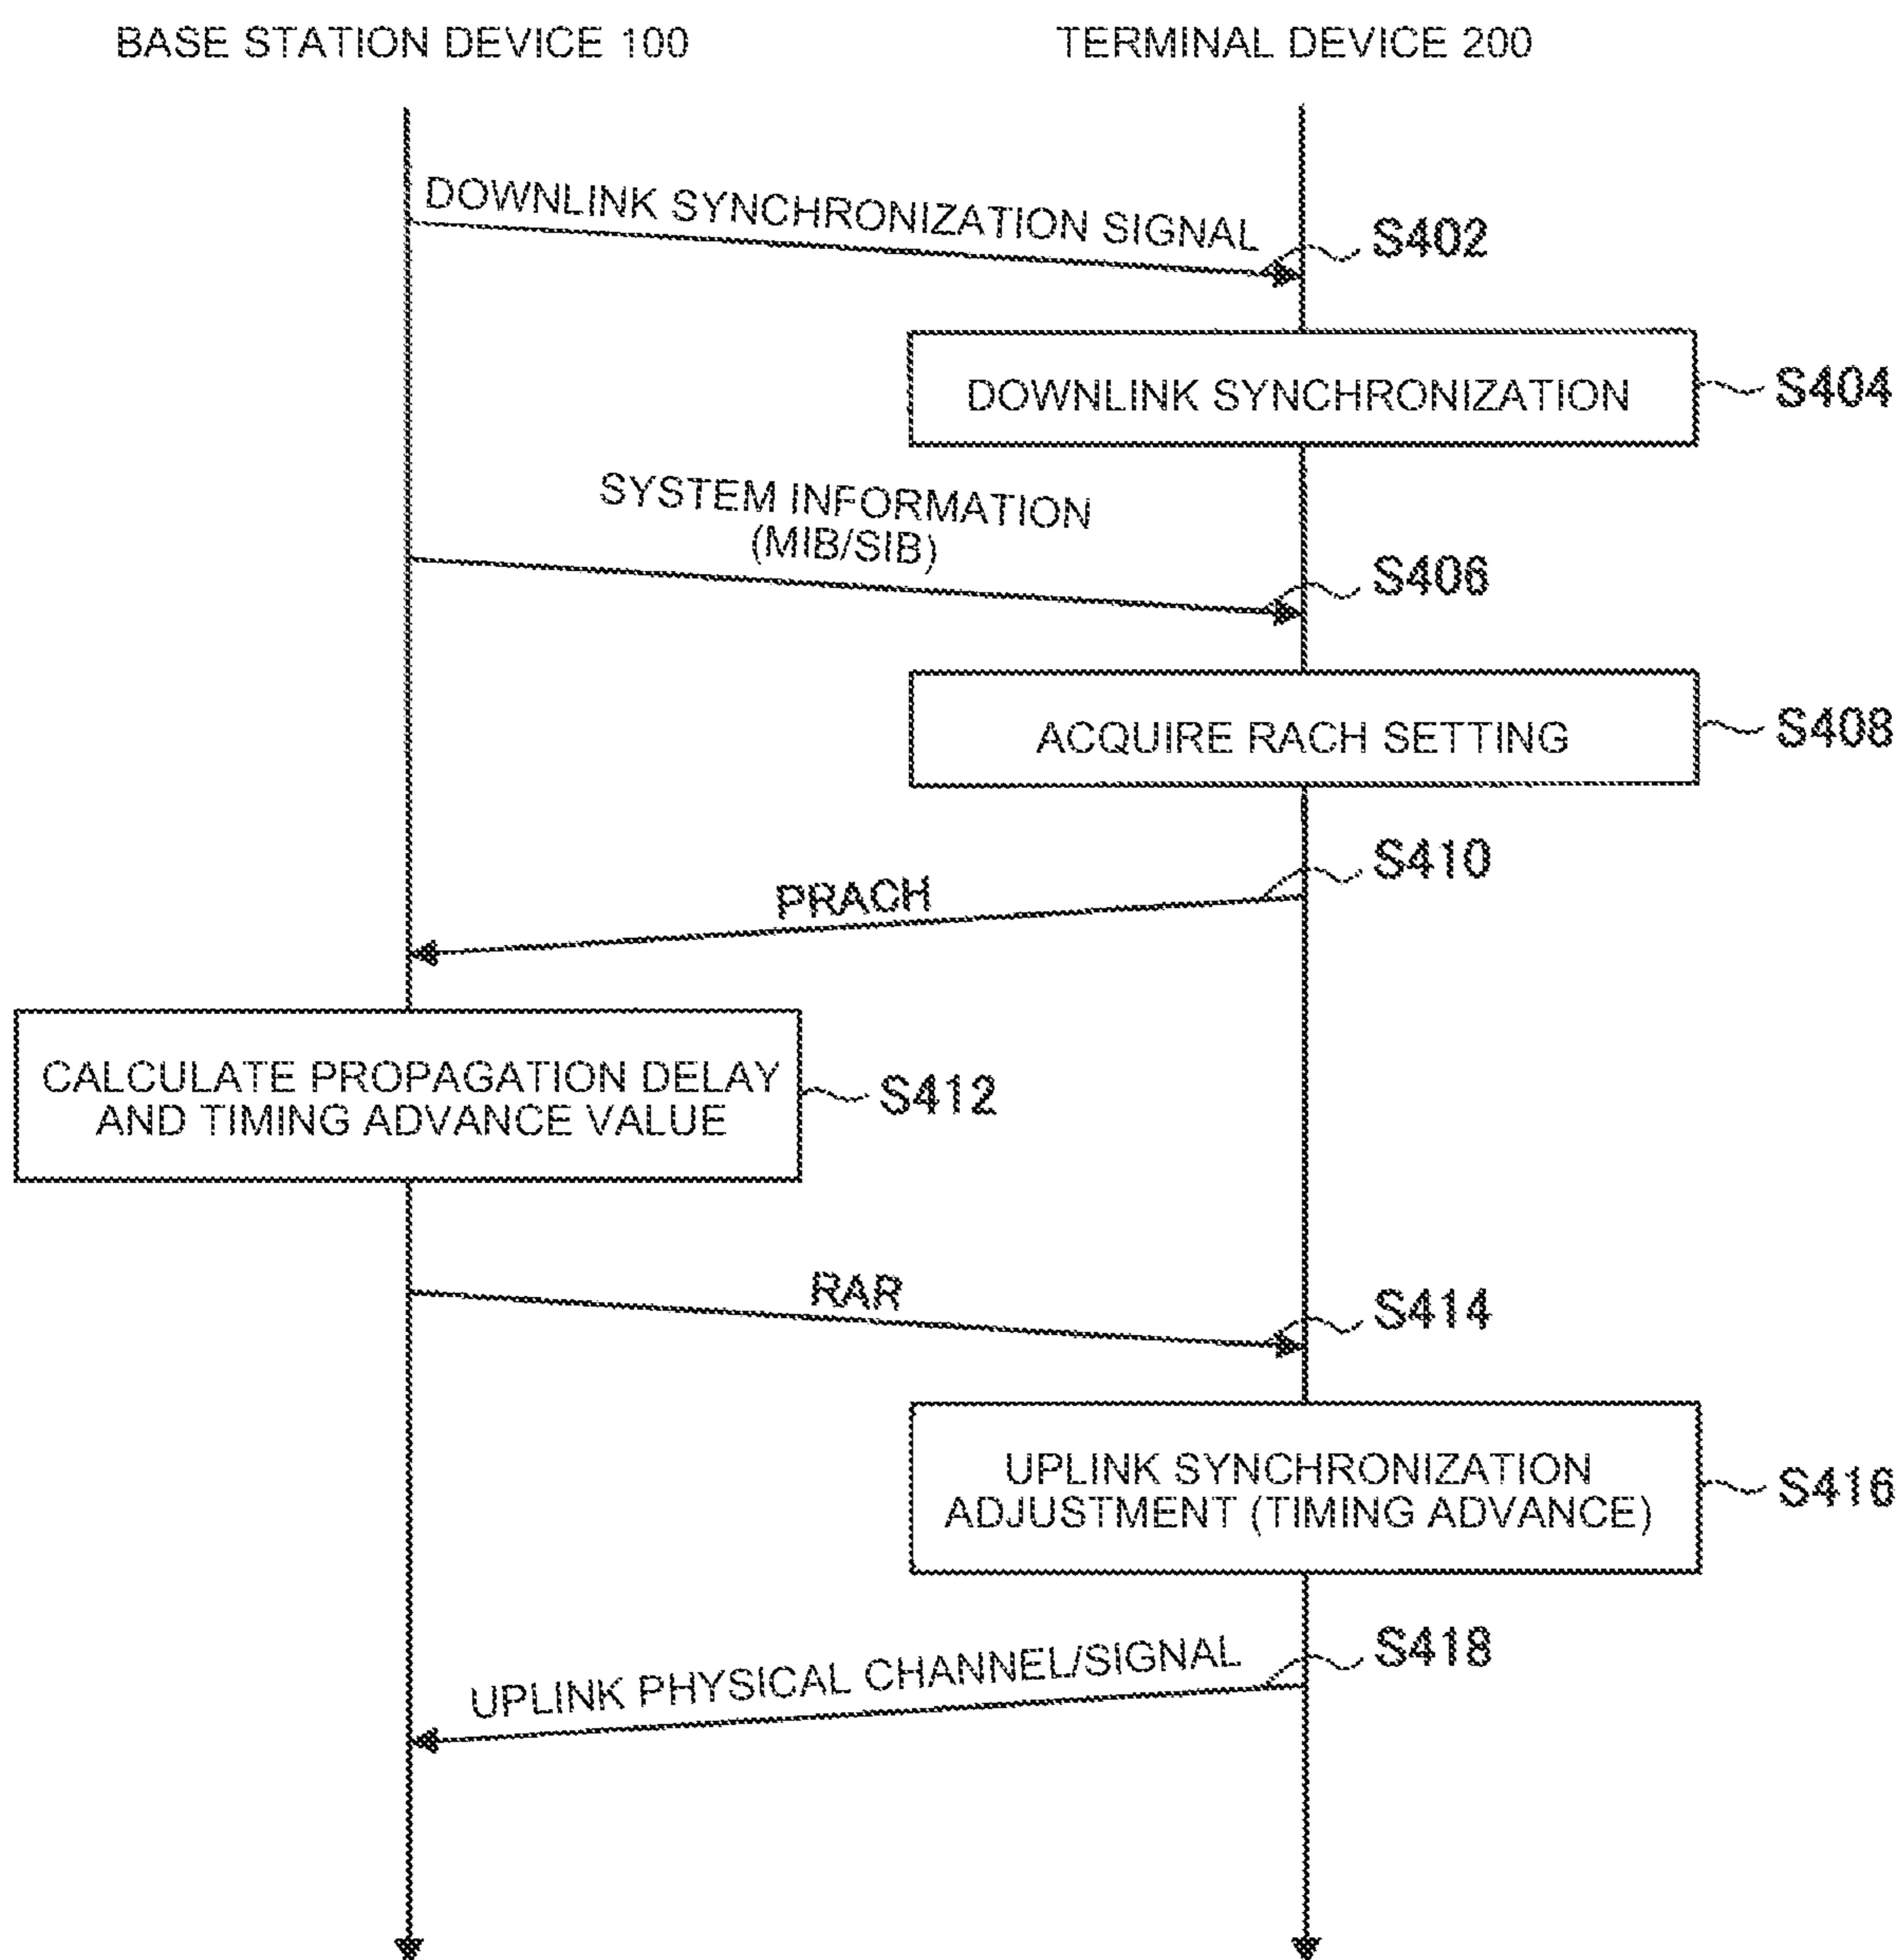 BASE STATION DEVICE 100
TERMINAL DEVICE 200
DOWNLINK SYNCHRONIZATION SIGNAL
S402
DOWNLINK SYNCHRONIZATION
S404
SYSTEM INFORMATION
(MIB/SIB)
S406
ACQUIRE RACH SETTING
S408
S410
PRACH
CALCULATE PROPAGATION DELAY
AND TIMING ADVANCE VALUE
S412
RAR
S414
UPLINK SYNCHRONIZATION
ADJUSTMENT (TIMING ADVANCE)
S416
UPLINK PHYSICAL CHANNEL/SIGNAL
S418